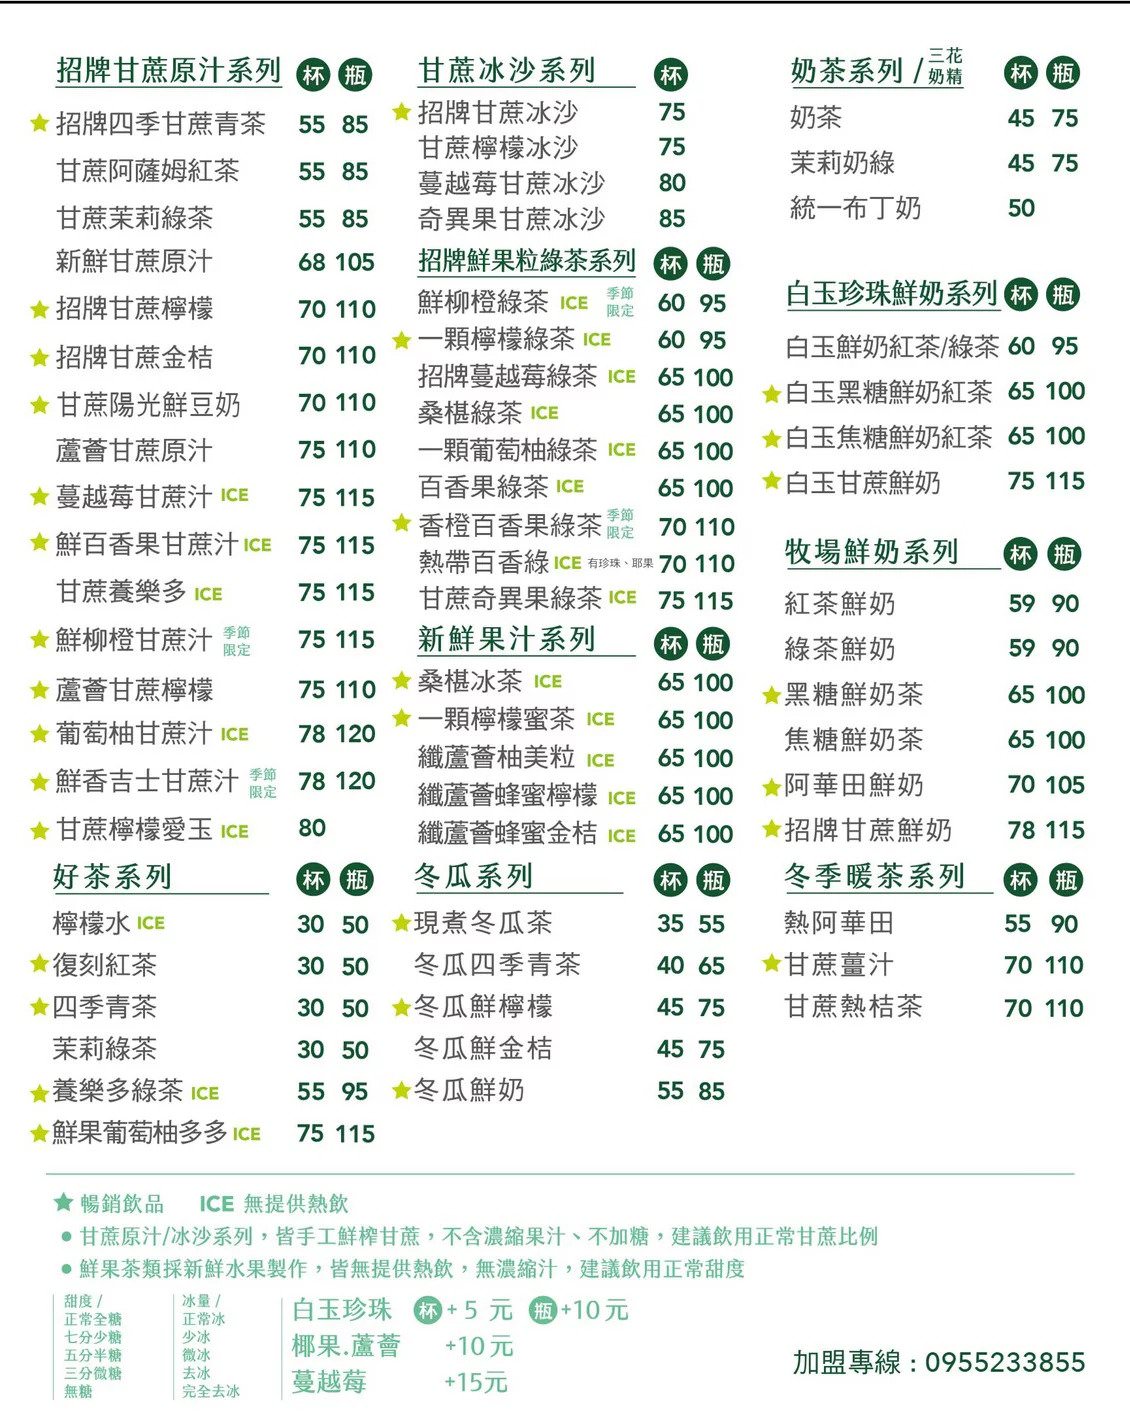 招牌甘蔗原汁系列 杯 瓶
★招牌四季甘蔗青茶 55 85
甘蔗阿薩姆紅茶 55 85
甘蔗茉莉綠茶 55 85
新鮮甘蔗原汁 68 105
★招牌甘蔗檸檬 70 110
★招牌甘蔗金桔 70 110
★甘蔗陽光鮮豆奶 70 110
蘆薈甘蔗原汁 75 110
★蔓越莓甘蔗汁 ICE 75 115
★鮮百香果甘蔗汁 ICE 75 115
甘蔗養樂多 ICE 75 115
★鮮柳橙甘蔗汁 季節限定 75 115
★蘆薈甘蔗檸檬 75 110
★葡萄柚甘蔗汁 ICE 78 120
★鮮香吉士甘蔗汁 季節限定 78 120
★甘蔗檸檬愛玉 ICE 80
好茶系列 杯 瓶
檸檬水 ICE 30 50
★復刻紅茶 30 50
★四季青茶 30 50
茉莉綠茶 30 50
★養樂多綠茶 ICE 55 95
★鮮果葡萄柚多多 ICE 75 115
甘蔗冰沙系列 杯
★招牌甘蔗冰沙 75
甘蔗檸檬冰沙 75
蔓越莓甘蔗冰沙 80
奇異果甘蔗冰沙 85
招牌鮮果粒綠茶系列 杯 瓶
鮮柳橙綠茶 ICE 季節限定 60 95
★一顆檸檬綠茶 ICE 60 95
招牌蔓越莓綠茶 ICE 65 100
桑椹綠茶 ICE 65 100
一顆葡萄柚綠茶 ICE 65 100
百香果綠茶 ICE 65 100
★香橙百香果綠茶 季節限定 70 110
熱帶百香綠 ICE 有珍珠、耶果 70 110
甘蔗奇異果綠茶 ICE 75 115
新鮮果汁系列 杯 瓶
★桑椹冰茶 ICE 65 100
★一顆檸檬蜜茶 ICE 65 100
纖蘆薈柚美粒 ICE 65 100
纖蘆薈蜂蜜檸檬 ICE 65 100
纖蘆薈蜂蜜金桔 ICE 65 100
冬瓜系列 杯 瓶
★現煮冬瓜茶 35 55
冬瓜四季青茶 40 65
★冬瓜鮮檸檬 45 75
冬瓜鮮金桔 45 75
★冬瓜鮮奶 55 85
奶茶系列 / 三花奶精 杯 瓶
奶茶 45 75
茉莉奶綠 45 75
統一布丁奶 50
白玉珍珠鮮奶系列 杯 瓶
白玉鮮奶紅茶/綠茶 60 95
★白玉黑糖鮮奶紅茶 65 100
★白玉焦糖鮮奶紅茶 65 100
★白玉甘蔗鮮奶 75 115
牧場鮮奶系列 杯 瓶
紅茶鮮奶 59 90
綠茶鮮奶 59 90
★黑糖鮮奶茶 65 100
焦糖鮮奶茶 65 100
★阿華田鮮奶 70 105
★招牌甘蔗鮮奶 78 115
冬季暖茶系列 杯 瓶
熱阿華田 55 90
★甘蔗薑汁 70 110
甘蔗熱桔茶 70 110
★ 暢銷飲品 ICE 無提供熱飲
● 甘蔗原汁/冰沙系列，皆手工鮮榨甘蔗，不含濃縮果汁、不加糖，建議飲用正常甘蔗比例
● 鮮果茶類採新鮮水果製作，皆無提供熱飲，無濃縮汁，建議飲用正常甜度
甜度 /
正常全糖
七分少糖
五分半糖
三分微糖
無糖
冰量 /
正常冰
少冰
微冰
去冰
完全去冰
白玉珍珠 杯 + 5 元 瓶 +10 元
椰果.蘆薈 +10 元
蔓越莓 +15元
加盟專線 : 0955233855